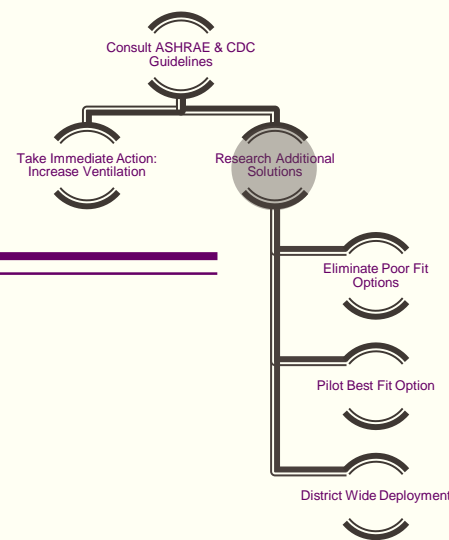 Consult ASHRAE & CDC
Guidelines
Take Immediate Action:
Increase Ventilation
Research Additional
Solutions
Eliminate Poor Fit
Options
Pilot Best Fit Option
District Wide Deployment